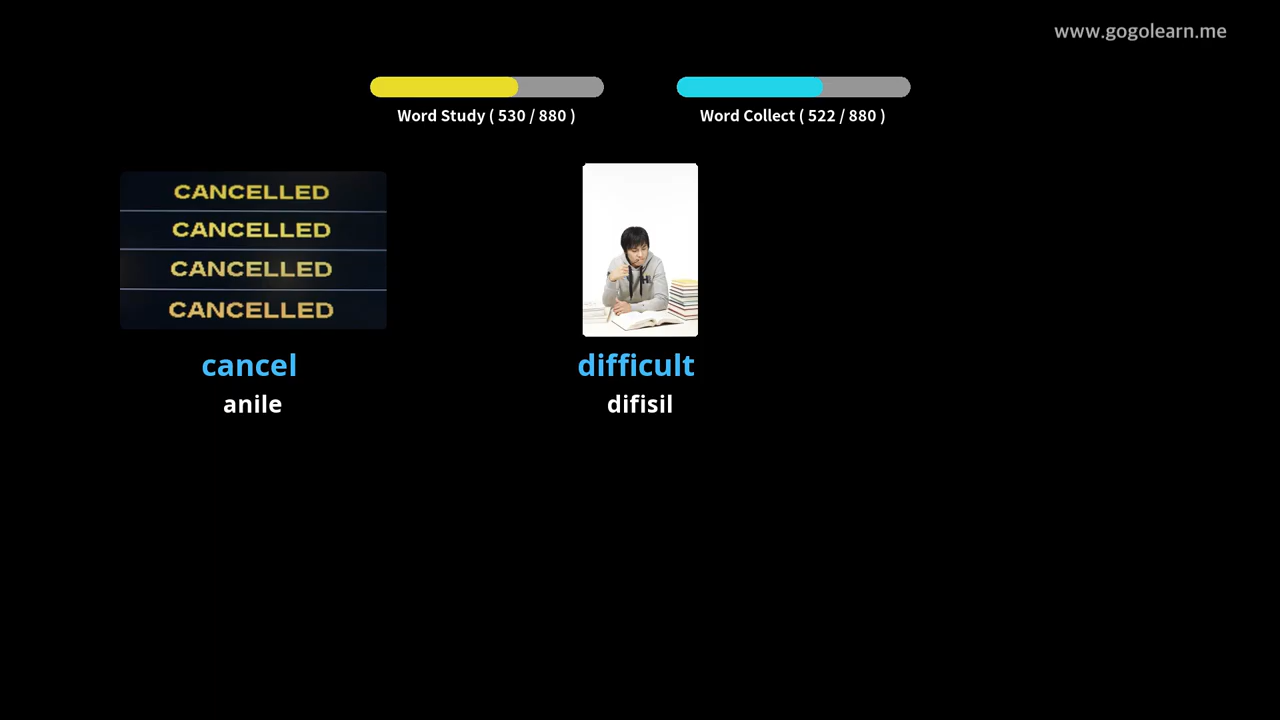 www.gogolearn.me
Word Study ( 530 / 880 )
Word Collect ( 522 / 880 )
CANCELLED
CANCELLED
CANCELLED
CANCELLED
cancel
anile
difficult
difisil